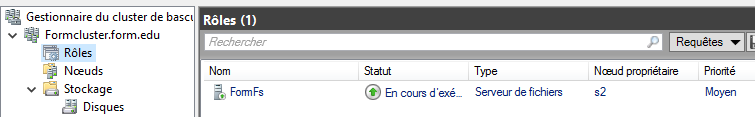 Gestionnaire du cluster de bascu
Formcluster.form.edu
Rôles
Nœuds
Stockage
Disques
Rôles (1)
Rechercher
Requêtes
Nom Statut Type Nœud propriétaire Priorité
FormFs En cours d'exé... Serveur de fichiers s2 Moyen